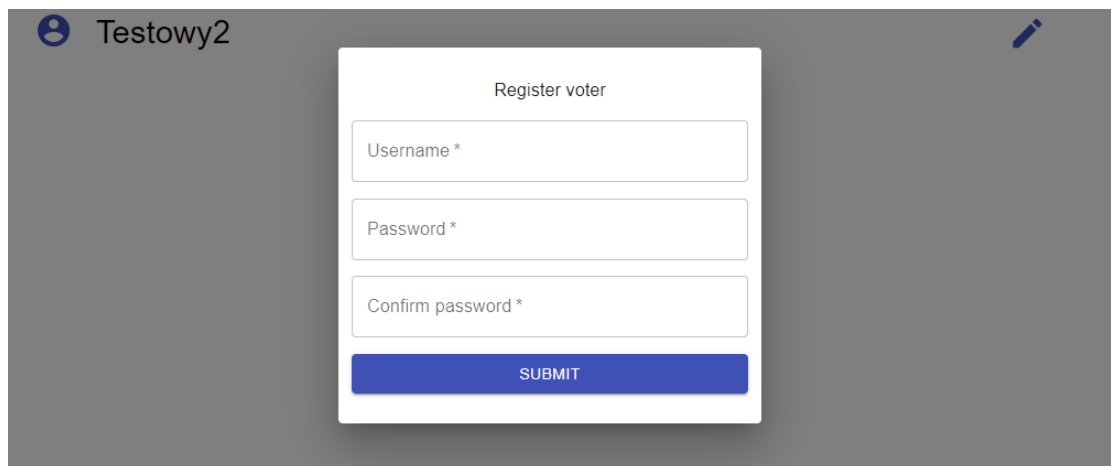 Testowy2
Register voter
Username *
Password *
Confirm password *
SUBMIT